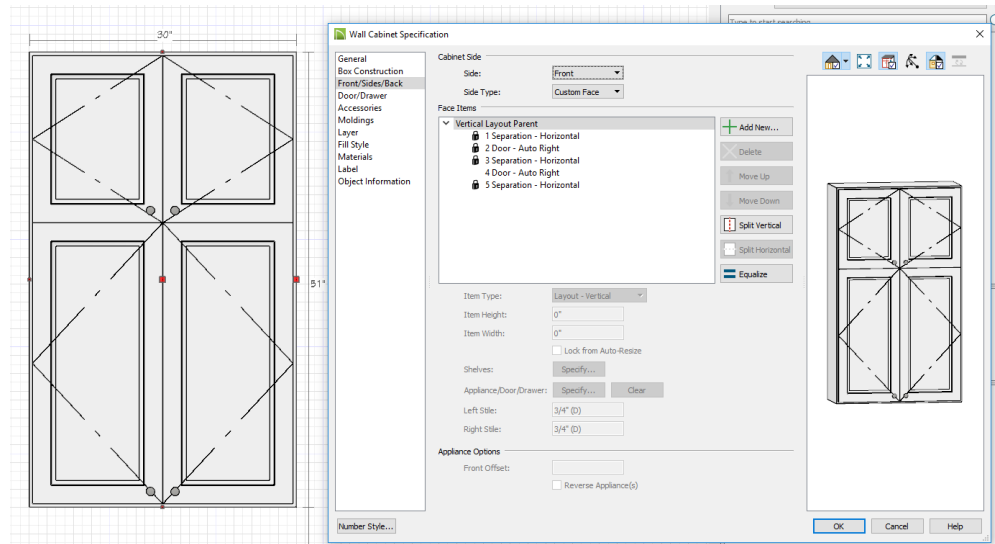 Type to start searching
30"
51"
Wall Cabinet Specification
General
Box Construction
Front/Sides/Back
Door/Drawer
Accessories
Moldings
Layer
Fill Style
Materials
Label
Object Information
Number Style...
Cabinet Side
Side: Front
Side Type: Custom Face
Face Items
Vertical Layout Parent
1 Separation - Horizontal
2 Door - Auto Right
3 Separation - Horizontal
4 Door - Auto Right
5 Separation - Horizontal
Add New...
Delete
Move Up
Move Down
Split Vertical
Split Horizontal
Equalize
Item Type: Layout - Vertical
Item Height: 0"
Item Width: 0"
Lock from Auto-Resize
Shelves: Specify...
Appliance/Door/Drawer: Specify... Clear
Left Stile: 3/4" (D)
Right Stile: 3/4" (D)
Appliance Options
Front Offset:
Reverse Appliance(s)
OK Cancel Help